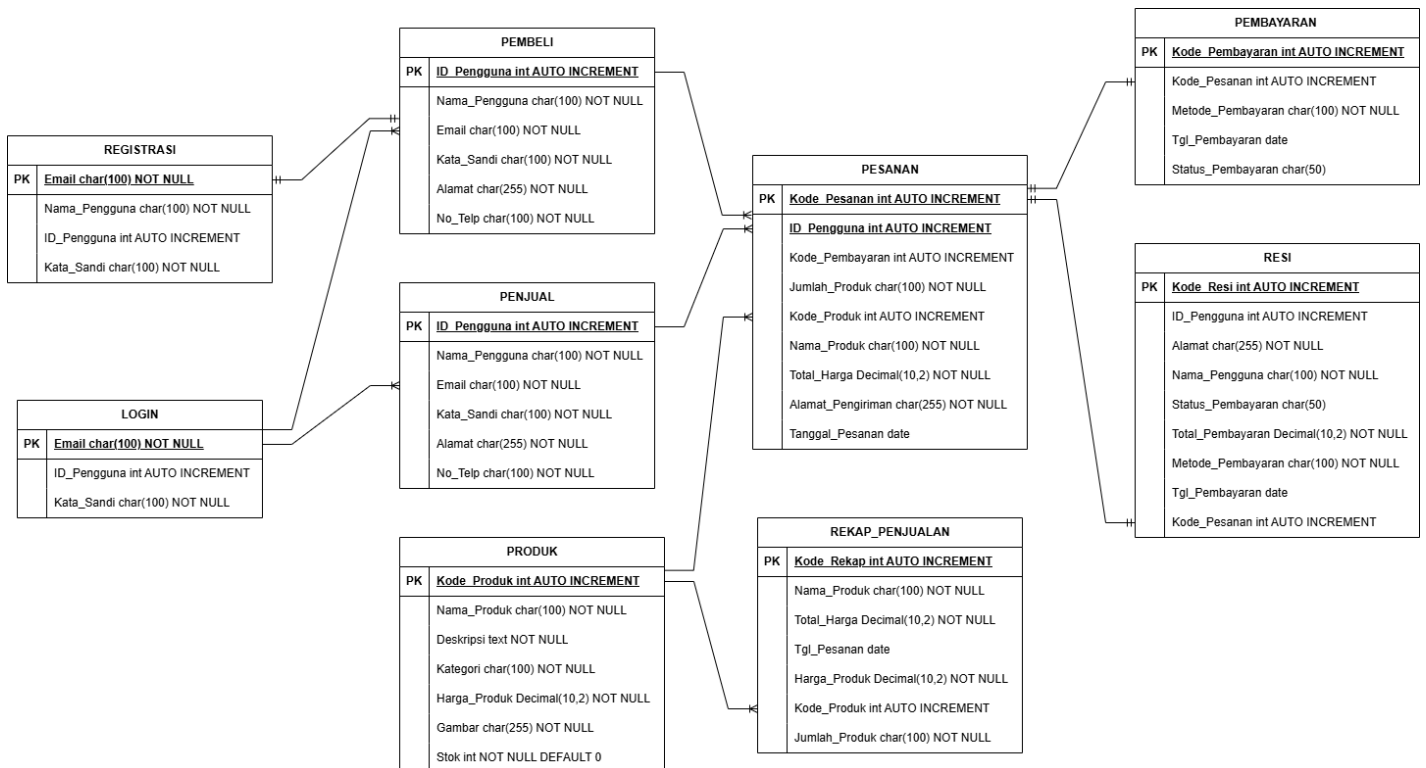 REGISTRASI
PK Email char(100) NOT NULL
Nama_Pengguna char(100) NOT NULL
ID_Pengguna int AUTO INCREMENT
Kata_Sandi char(100) NOT NULL
LOGIN
PK Email char(100) NOT NULL
ID_Pengguna int AUTO INCREMENT
Kata_Sandi char(100) NOT NULL
PEMBELI
PK ID_Pengguna int AUTO INCREMENT
Nama_Pengguna char(100) NOT NULL
Email char(100) NOT NULL
Kata_Sandi char(100) NOT NULL
Alamat char(255) NOT NULL
No_Telp char(100) NOT NULL
PENJUAL
PK ID_Pengguna int AUTO INCREMENT
Nama_Pengguna char(100) NOT NULL
Email char(100) NOT NULL
Kata_Sandi char(100) NOT NULL
Alamat char(255) NOT NULL
No_Telp char(100) NOT NULL
PRODUK
PK Kode_Produk int AUTO INCREMENT
Nama_Produk char(100) NOT NULL
Deskripsi text NOT NULL
Kategori char(100) NOT NULL
Harga_Produk Decimal(10,2) NOT NULL
Gambar char(255) NOT NULL
Stok int NOT NULL DEFAULT 0
PESANAN
PK Kode_Pesanan int AUTO INCREMENT
ID_Pengguna int AUTO INCREMENT
Kode_Pembayaran int AUTO INCREMENT
Jumlah_Produk char(100) NOT NULL
Kode_Produk int AUTO INCREMENT
Nama_Produk char(100) NOT NULL
Total_Harga Decimal(10,2) NOT NULL
Alamat_Pengiriman char(255) NOT NULL
Tanggal_Pesanan date
REKAP_PENJUALAN
PK Kode_Rekap int AUTO INCREMENT
Nama_Produk char(100) NOT NULL
Total_Harga Decimal(10,2) NOT NULL
Tgl_Pesanan date
Harga_Produk Decimal(10,2) NOT NULL
Kode_Produk int AUTO INCREMENT
Jumlah_Produk char(100) NOT NULL
PEMBAYARAN
PK Kode_Pembayaran int AUTO INCREMENT
Kode_Pesanan int AUTO INCREMENT
Metode_Pembayaran char(100) NOT NULL
Tgl_Pembayaran date
Status_Pembayaran char(50)
RESI
PK Kode_Resi int AUTO INCREMENT
ID_Pengguna int AUTO INCREMENT
Alamat char(255) NOT NULL
Nama_Pengguna char(100) NOT NULL
Status_Pembayaran char(50)
Total_Pembayaran Decimal(10,2) NOT NULL
Metode_Pembayaran char(100) NOT NULL
Tgl_Pembayaran date
Kode_Pesanan int AUTO INCREMENT